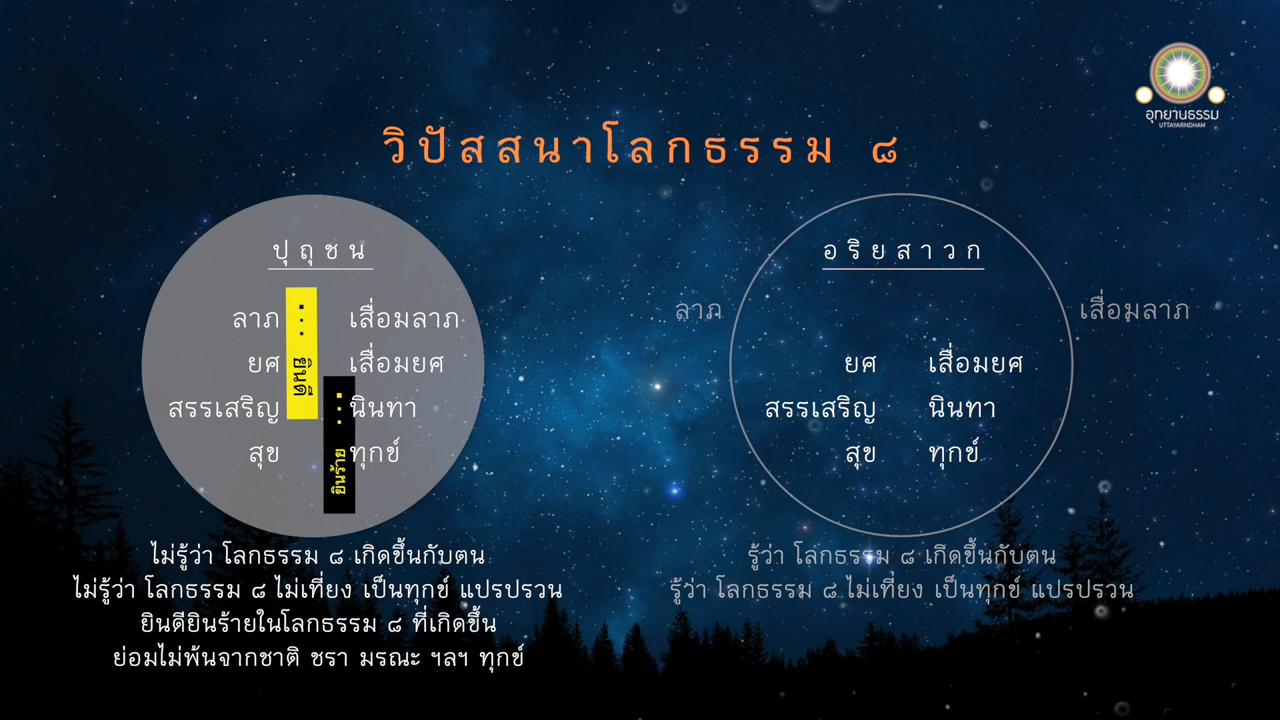 อุทยานธรรม
UTTAYARNDHAM
วิปัสสนาโลกธรรม ๘
ปุถุชน
ลาภ เสื่อมลาภ
ยศ เสื่อมยศ
สรรเสริญ นินทา
สุข ทุกข์
ยินดี ...
ยินร้าย ...
ไม่รู้ว่า โลกธรรม ๘ เกิดขึ้นกับตน
ไม่รู้ว่า โลกธรรม ๘ ไม่เที่ยง เป็นทุกข์ แปรปรวน
ยินดียินร้ายในโลกธรรม ๘ ที่เกิดขึ้น
ย่อมไม่พ้นจากชาติ ชรา มรณะ ฯลฯ ทุกข์
อริยสาวก
ลาภ เสื่อมลาภ
ยศ เสื่อมยศ
สรรเสริญ นินทา
สุข ทุกข์
รู้ว่า โลกธรรม ๘ เกิดขึ้นกับตน
รู้ว่า โลกธรรม ๘ ไม่เที่ยง เป็นทุกข์ แปรปรวน